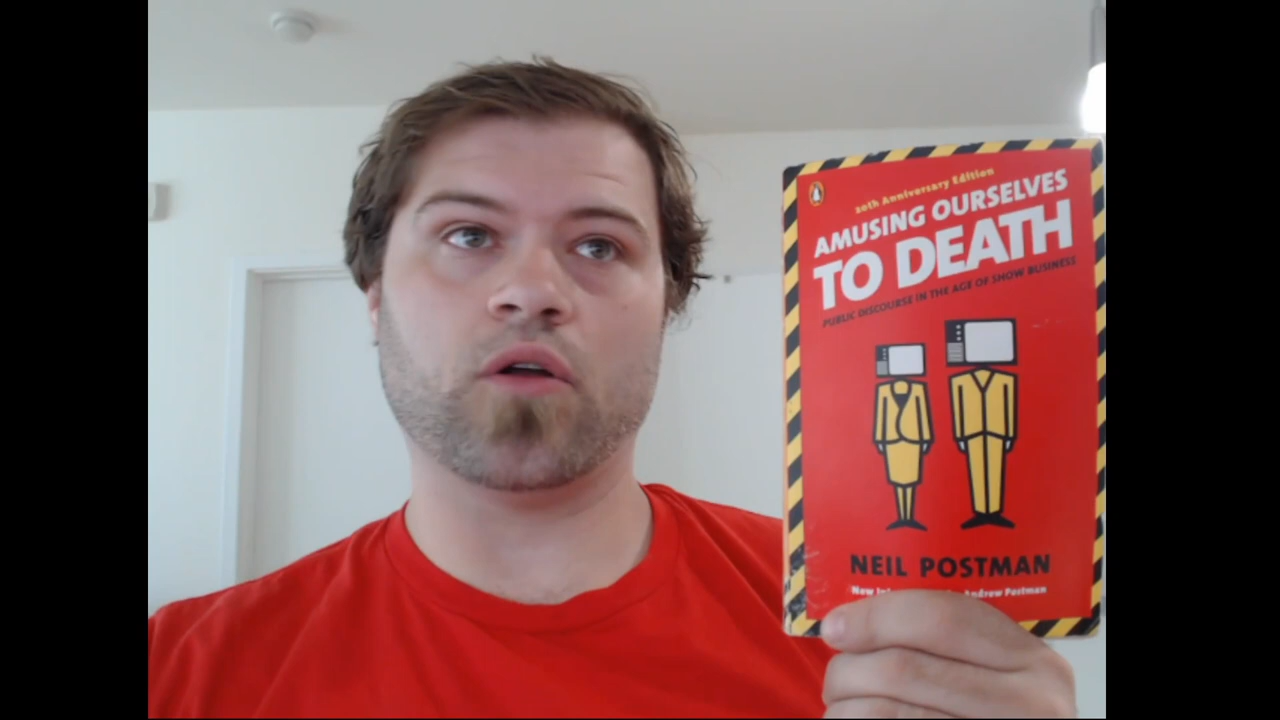 20th Anniversary Edition
AMUSING OURSELVES
TO DEATH
PUBLIC DISCOURSE IN THE AGE OF SHOW BUSINESS
NEIL POSTMAN
New Andrew Postman